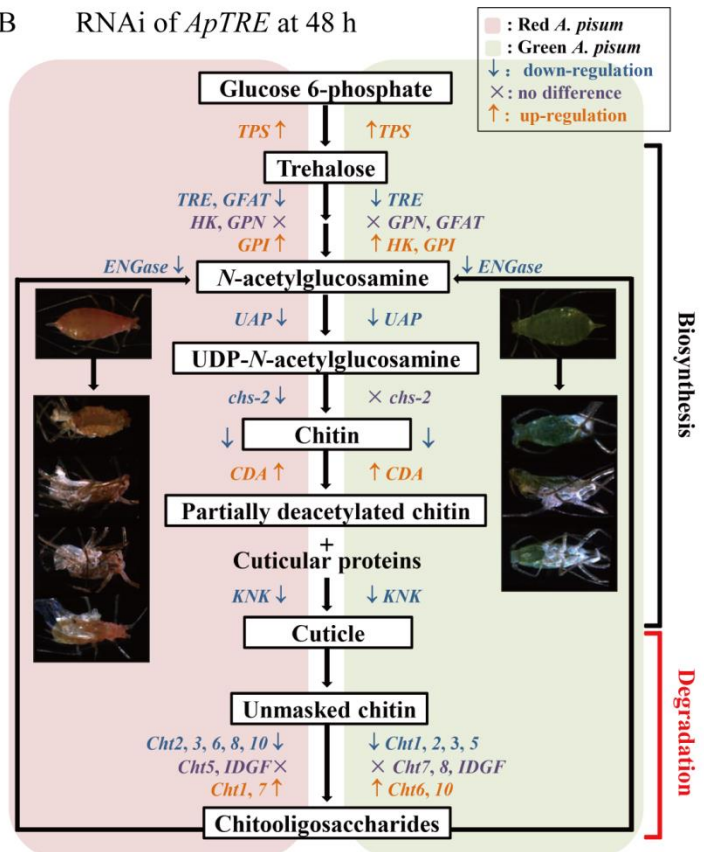 B RNAi of ApTRE at 48 h
: Red A. pisum
: Green A. pisum
↓ : down-regulation
× : no difference
↑ : up-regulation
Glucose 6-phosphate
TPS ↑ ↑ TPS
Trehalose
TRE, GFAT ↓ ↓ TRE
HK, GPN × × GPN, GFAT
GPI ↑ ↑ HK, GPI
ENGase ↓ ↓ ENGase
N-acetylglucosamine
UAP ↓ ↓ UAP
UDP-N-acetylglucosamine
chs-2 ↓ × chs-2
↓ Chitin ↓
CDA ↑ ↑ CDA
Partially deacetylated chitin
+
Cuticular proteins
KNK ↓ ↓ KNK
Cuticle
Unmasked chitin
Cht2, 3, 6, 8, 10 ↓ ↓ Cht1, 2, 3, 5
Cht5, IDGF × × Cht7, 8, IDGF
Cht1, 7 ↑ ↑ Cht6, 10
Chitooligosaccharides
Biosynthesis
Degradation